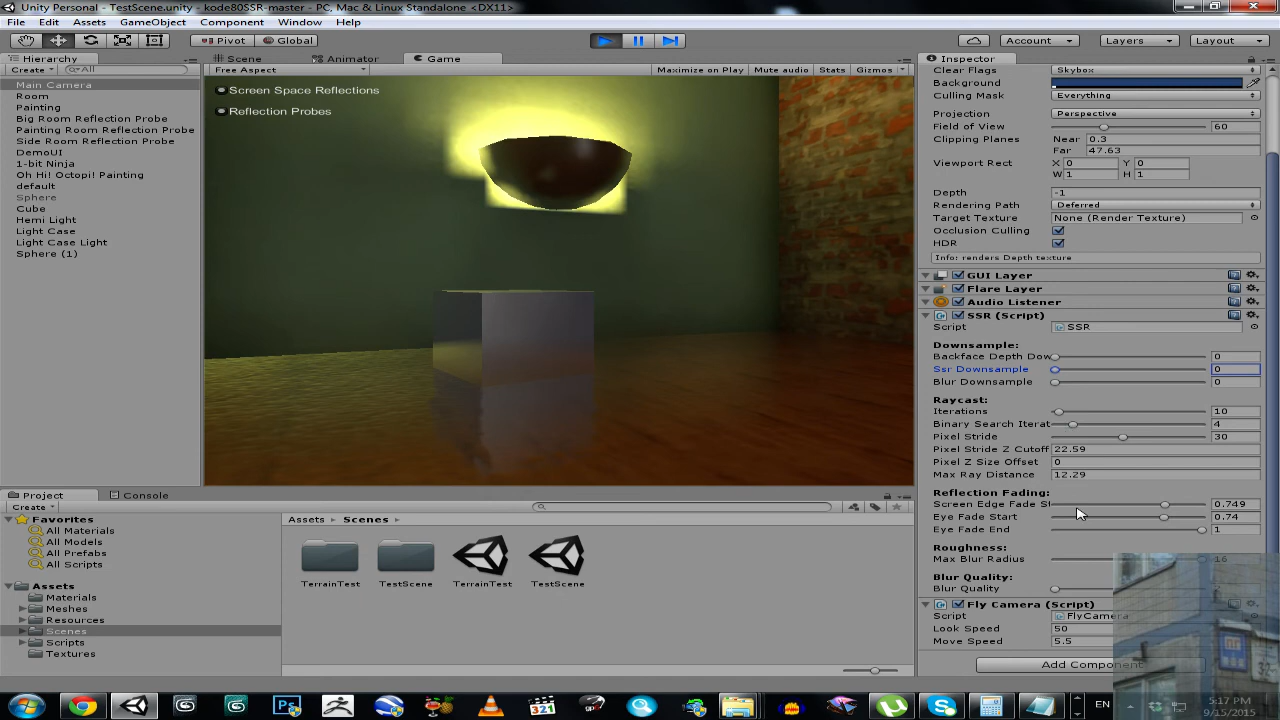 Unity Personal - TestScene.unity - kode80SSR-master - PC, Mac & Linux Standalone <DX11>
File Edit Assets GameObject Component Window Help
Pivot Global Account Layers Layout
Hierarchy
Create All
Main Camera
Room
Painting
Big Room Reflection Probe
Painting Room Reflection Probe
Side Room Reflection Probe
DemoUI
1-bit Ninja
Oh Hi! Octopi! Painting
default
Sphere
Cube
Hemi Light
Light Case
Light Case Light
Sphere (1)
Scene Animator Game
Free Aspect Maximize on Play Mute audio Stats Gizmos
Screen Space Reflections
Reflection Probes
Inspector
Clear Flags Skybox
Background
Culling Mask Everything
Projection Perspective
Field of View 60
Clipping Planes Near 0.3
Far 47.63
Viewport Rect X 0 Y 0
W 1 H 1
Depth -1
Rendering Path Deferred
Target Texture None (Render Texture)
Occlusion Culling
HDR
Info: renders Depth texture
GUI Layer
Flare Layer
Audio Listener
SSR (Script)
Script SSR
Downsample:
Backface Depth Dow 0
Ssr Downsample 0
Blur Downsample 0
Raycast:
Iterations 10
Binary Search Iterat 4
Pixel Stride 30
Pixel Stride Z Cutoff 22.59
Pixel Z Size Offset 0
Max Ray Distance 12.29
Reflection Fading:
Screen Edge Fade St 0.749
Eye Fade Start 0.74
Eye Fade End 1
Roughness:
Max Blur Radius 16
Blur Quality:
Blur Quality
Fly Camera (Script)
Script FlyCamera
Look Speed 50
Move Speed 5.5
Add Component
Project Console
Create
Favorites
All Materials
All Models
All Prefabs
All Scripts
Assets
Materials
Meshes
Resources
Scenes
Scripts
Textures
Assets Scenes
TerrainTest TestScene TerrainTest TestScene
321
EN
5:17 PM
9/15/2015